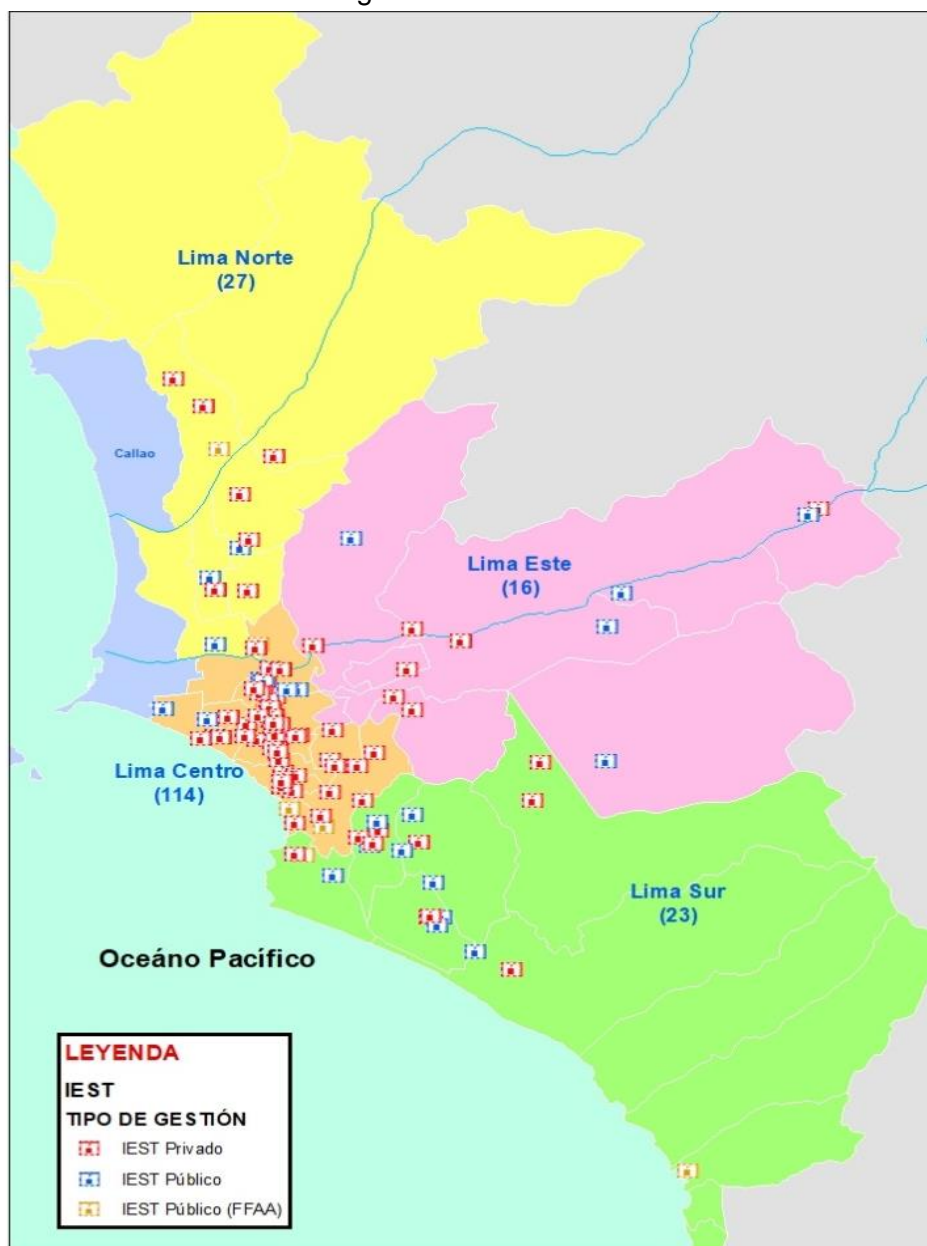 Lima Norte
(27)
Callao
Lima Este
(16)
Lima Centro
(114)
Lima Sur
(23)
Oceáno Pacífico
LEYENDA
IEST
TIPO DE GESTIÓN
IEST Privado
IEST Público
IEST Público (FFAA)